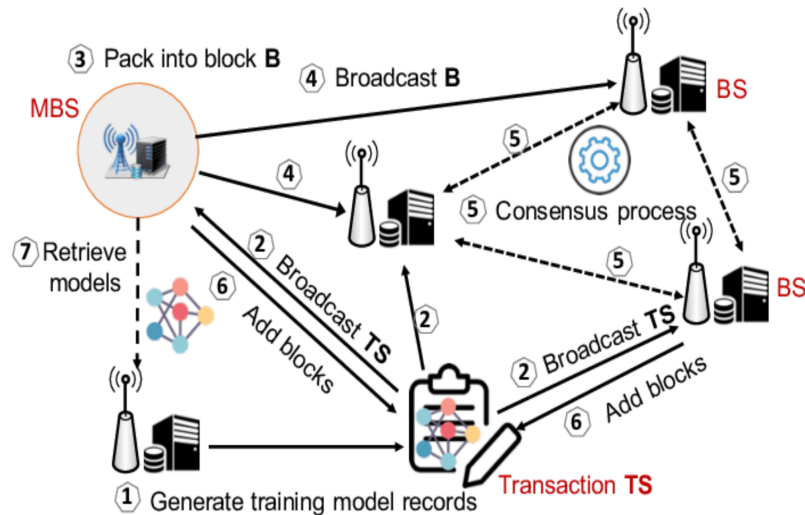 ③ Pack into block B
④ Broadcast B
MBS
BS
⑤
⑤
④
⑤ Consensus process
⑦ Retrieve
models
② Broadcast TS
⑥ Add blocks
⑤
BS
②
② Broadcast TS
⑥ Add blocks
① Generate training model records
Transaction TS